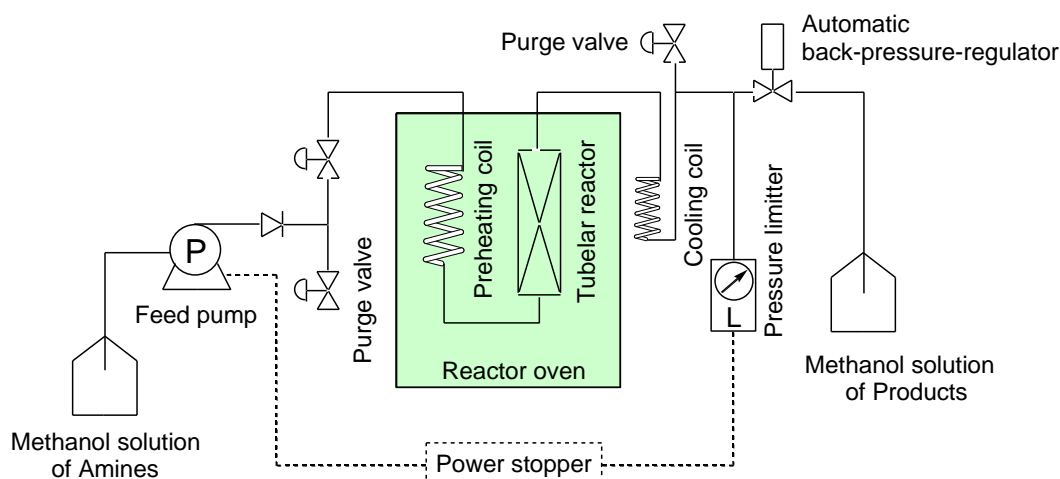 Automatic
back-pressure-regulator
Purge valve
Preheating coil
Tubelar reactor
Cooling coil
Pressure limitter
P
Feed pump
Purge valve
L
Reactor oven
Methanol solution
of Products
Methanol solution
of Amines
Power stopper